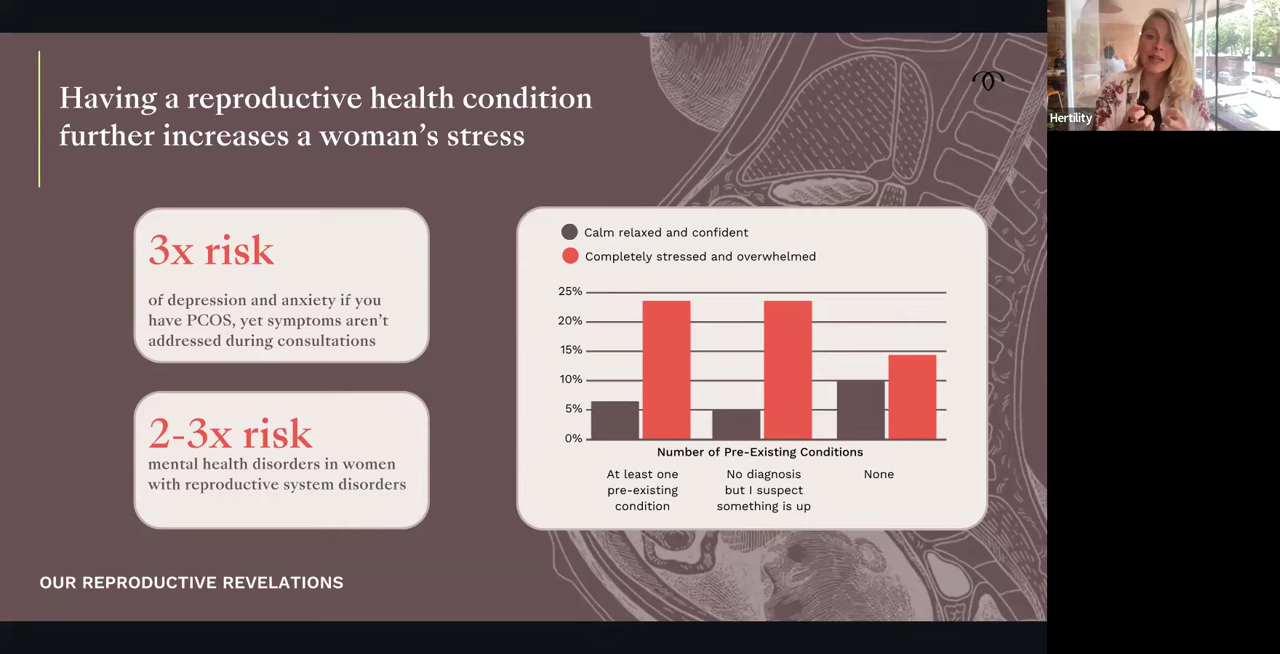 Having a reproductive health condition
further increases a woman's stress
3x risk
of depression and anxiety if you
have PCOS, yet symptoms aren't
addressed during consultations
2-3x risk
mental health disorders in women
with reproductive system disorders
Calm relaxed and confident
Completely stressed and overwhelmed
25%
20%
15%
10%
5%
0%
Number of Pre-Existing Conditions
At least one
pre-existing
condition
No diagnosis
but I suspect
something is up
None
OUR REPRODUCTIVE REVELATIONS
Hertility